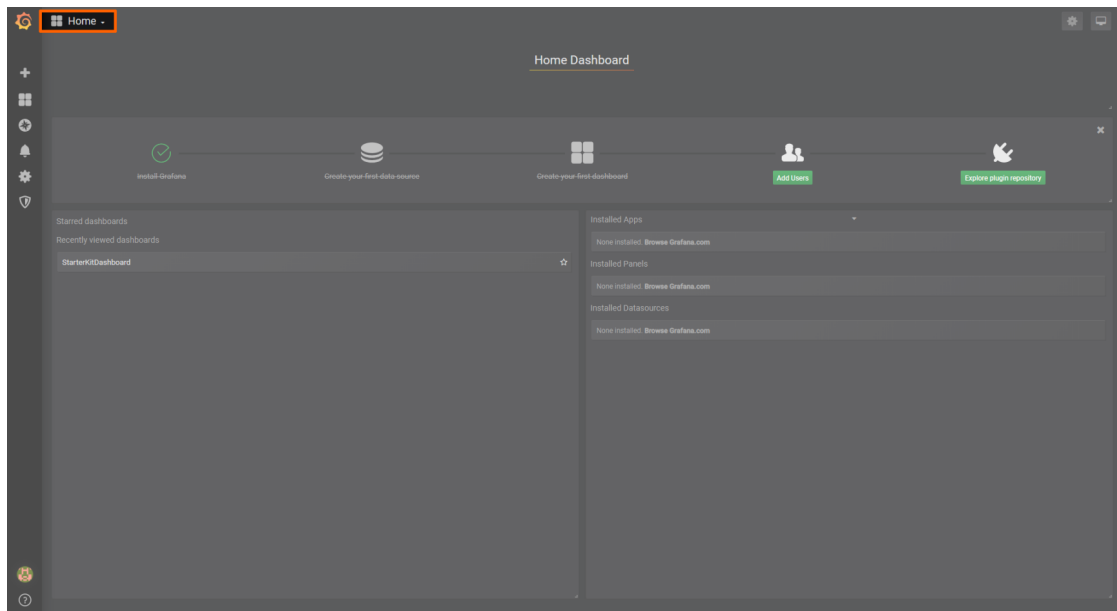 Home
Home Dashboard
Install Grafana
Create your first data source
Create your first dashboard
Add Users
Explore plugin repository
Starred dashboards
Recently viewed dashboards
StarterKitDashboard
Installed Apps
None installed. Browse Grafana.com
Installed Panels
None installed. Browse Grafana.com
Installed Datasources
None installed. Browse Grafana.com